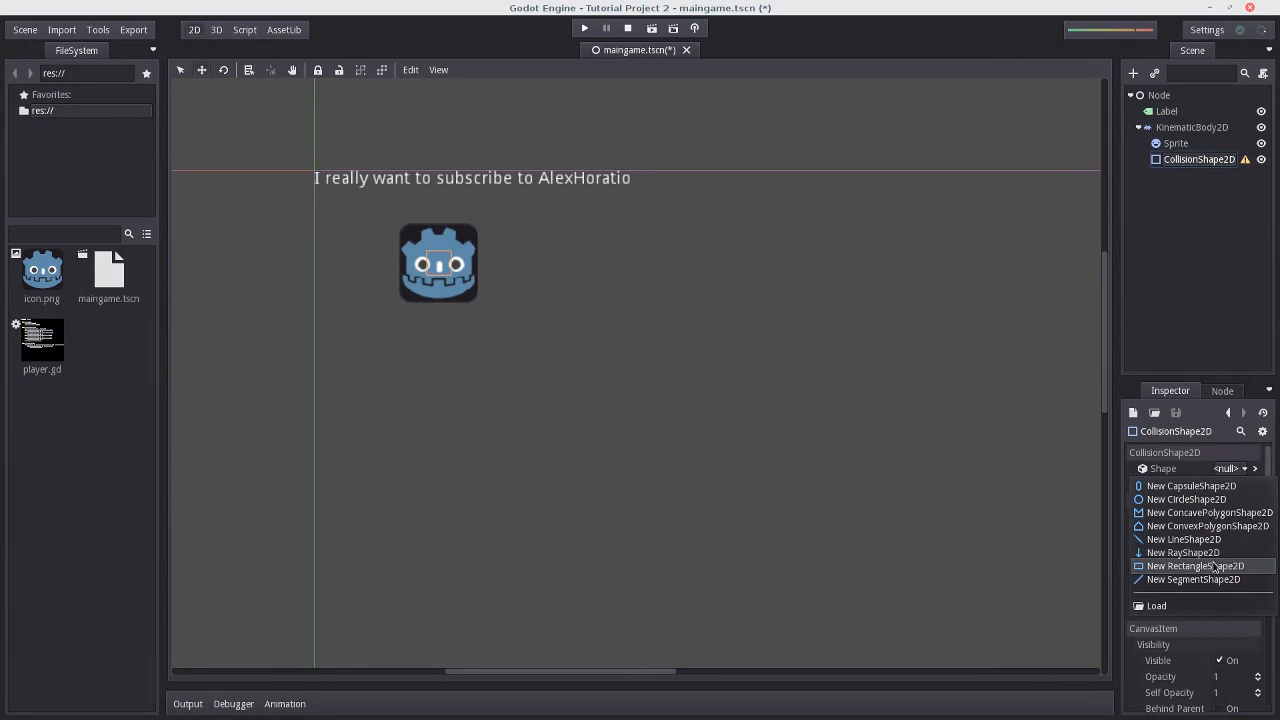 Godot Engine - Tutorial Project 2 - maingame.tscn (*)
Scene Import Tools Export 2D 3D Script AssetLib Settings
FileSystem maingame.tscn(*) Scene
res:// Edit View
Favorites:
res://
Node
Label
KinematicBody2D
Sprite
CollisionShape2D
I really want to subscribe to AlexHoratio
icon.png maingame.tscn
player.gd
Inspector Node
CollisionShape2D
CollisionShape2D
Shape <null>
New CapsuleShape2D
New CircleShape2D
New ConcavePolygonShape2D
New ConvexPolygonShape2D
New LineShape2D
New RayShape2D
New RectangleShape2D
New SegmentShape2D
Load
CanvasItem
Visibility
Visible On
Opacity 1
Self Opacity 1
Behind Parent On
Output Debugger Animation